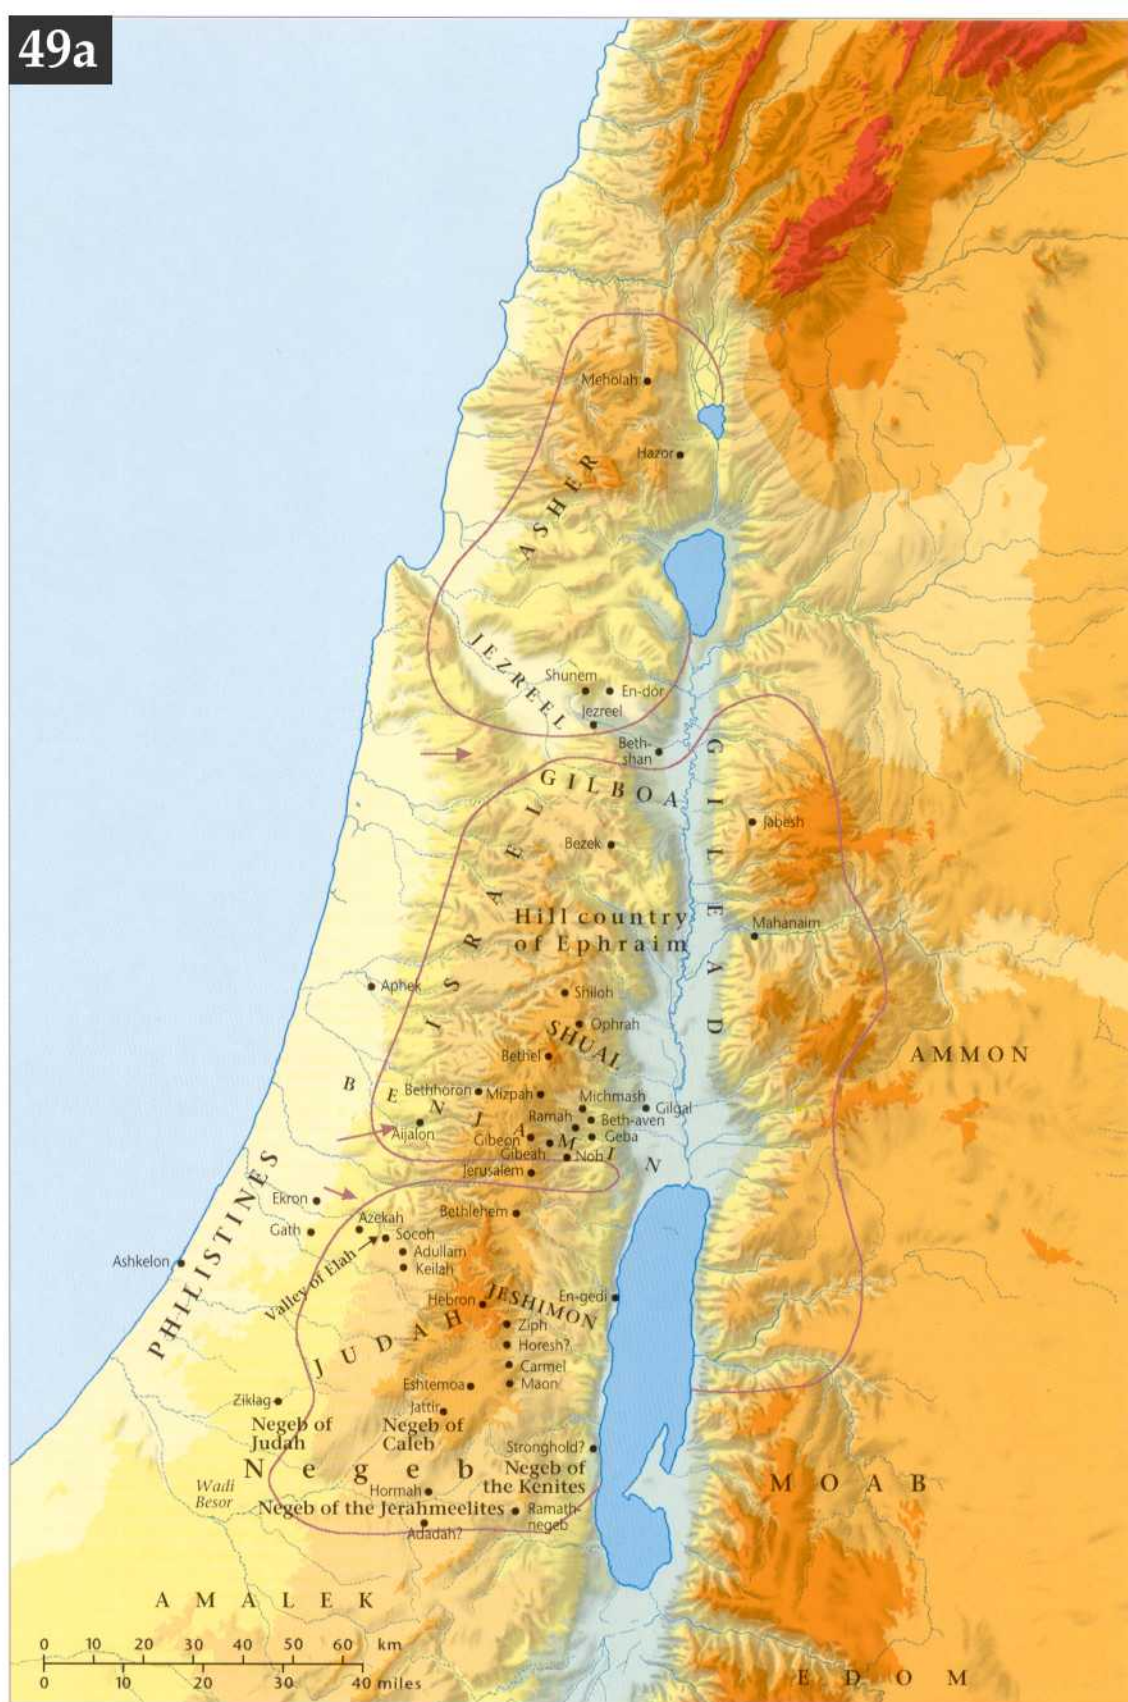 49a
Meholah
Hazor
ASHER
JEZREEL
Shunem
En-dor
Jezreel
Beth-
shan
GILBOA
GILEAD
ISRAEL
Jabesh
Bezek
Hill country
of Ephraim
Mahanaim
Aphek
Shiloh
Ophrah
SHUAL
Bethel
AMMON
BENJAMIN
Bethhoron
Mizpah
Michmash
Gilgal
Ramah
Beth-aven
Aijalon
Gibeon
Geba
Gibeah
Nob
Jerusalem
PHILISTINES
Ekron
Azekah
Bethlehem
Gath
Socoh
Ashkelon
Adullam
Keilah
Valley of Elah
Hebron
JESHIMON
En-gedi
JUDAH
Ziph
Horesh?
Carmel
Eshtemoa
Maon
Ziklag
Jattir
Negeb of
Judah
Negeb of
Caleb
Stronghold?
Negeb
Negeb of
the Kenites
MOAB
Wadi
Besor
Hormah
Negeb of the Jerahmeelites
Ramath-
negeb
Adadah?
AMALEK
0 10 20 30 40 50 60 km
0 10 20 30 40 miles
EDOM